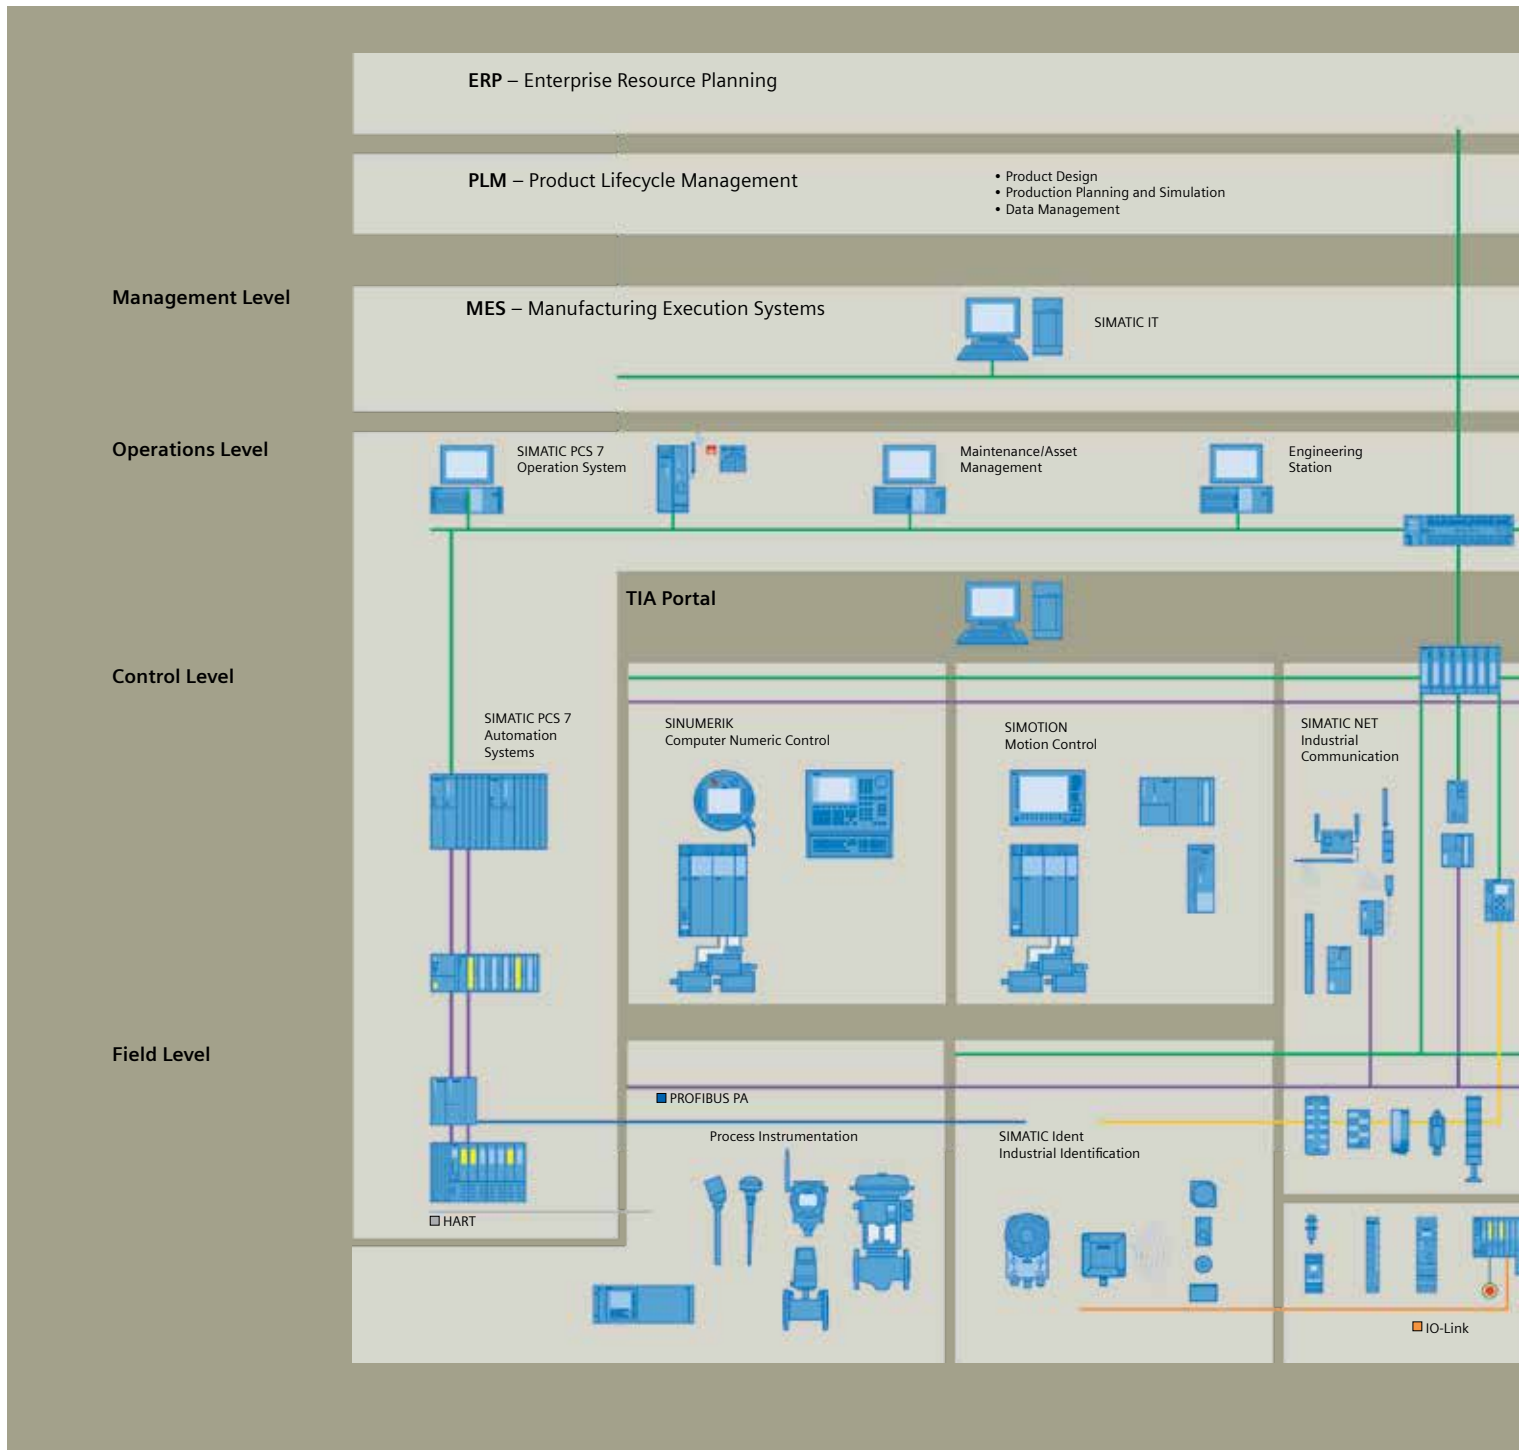 ERP – Enterprise Resource Planning
PLM – Product Lifecycle Management
• Product Design
• Production Planning and Simulation
• Data Management
Management Level
MES – Manufacturing Execution Systems
SIMATIC IT
Operations Level
SIMATIC PCS 7
Operation System
Maintenance/Asset
Management
Engineering
Station
TIA Portal
Control Level
SIMATIC PCS 7
Automation
Systems
SINUMERIK
Computer Numeric Control
SIMOTION
Motion Control
SIMATIC NET
Industrial
Communication
Field Level
PROFIBUS PA
Process Instrumentation
SIMATIC Ident
Industrial Identification
HART
IO-Link